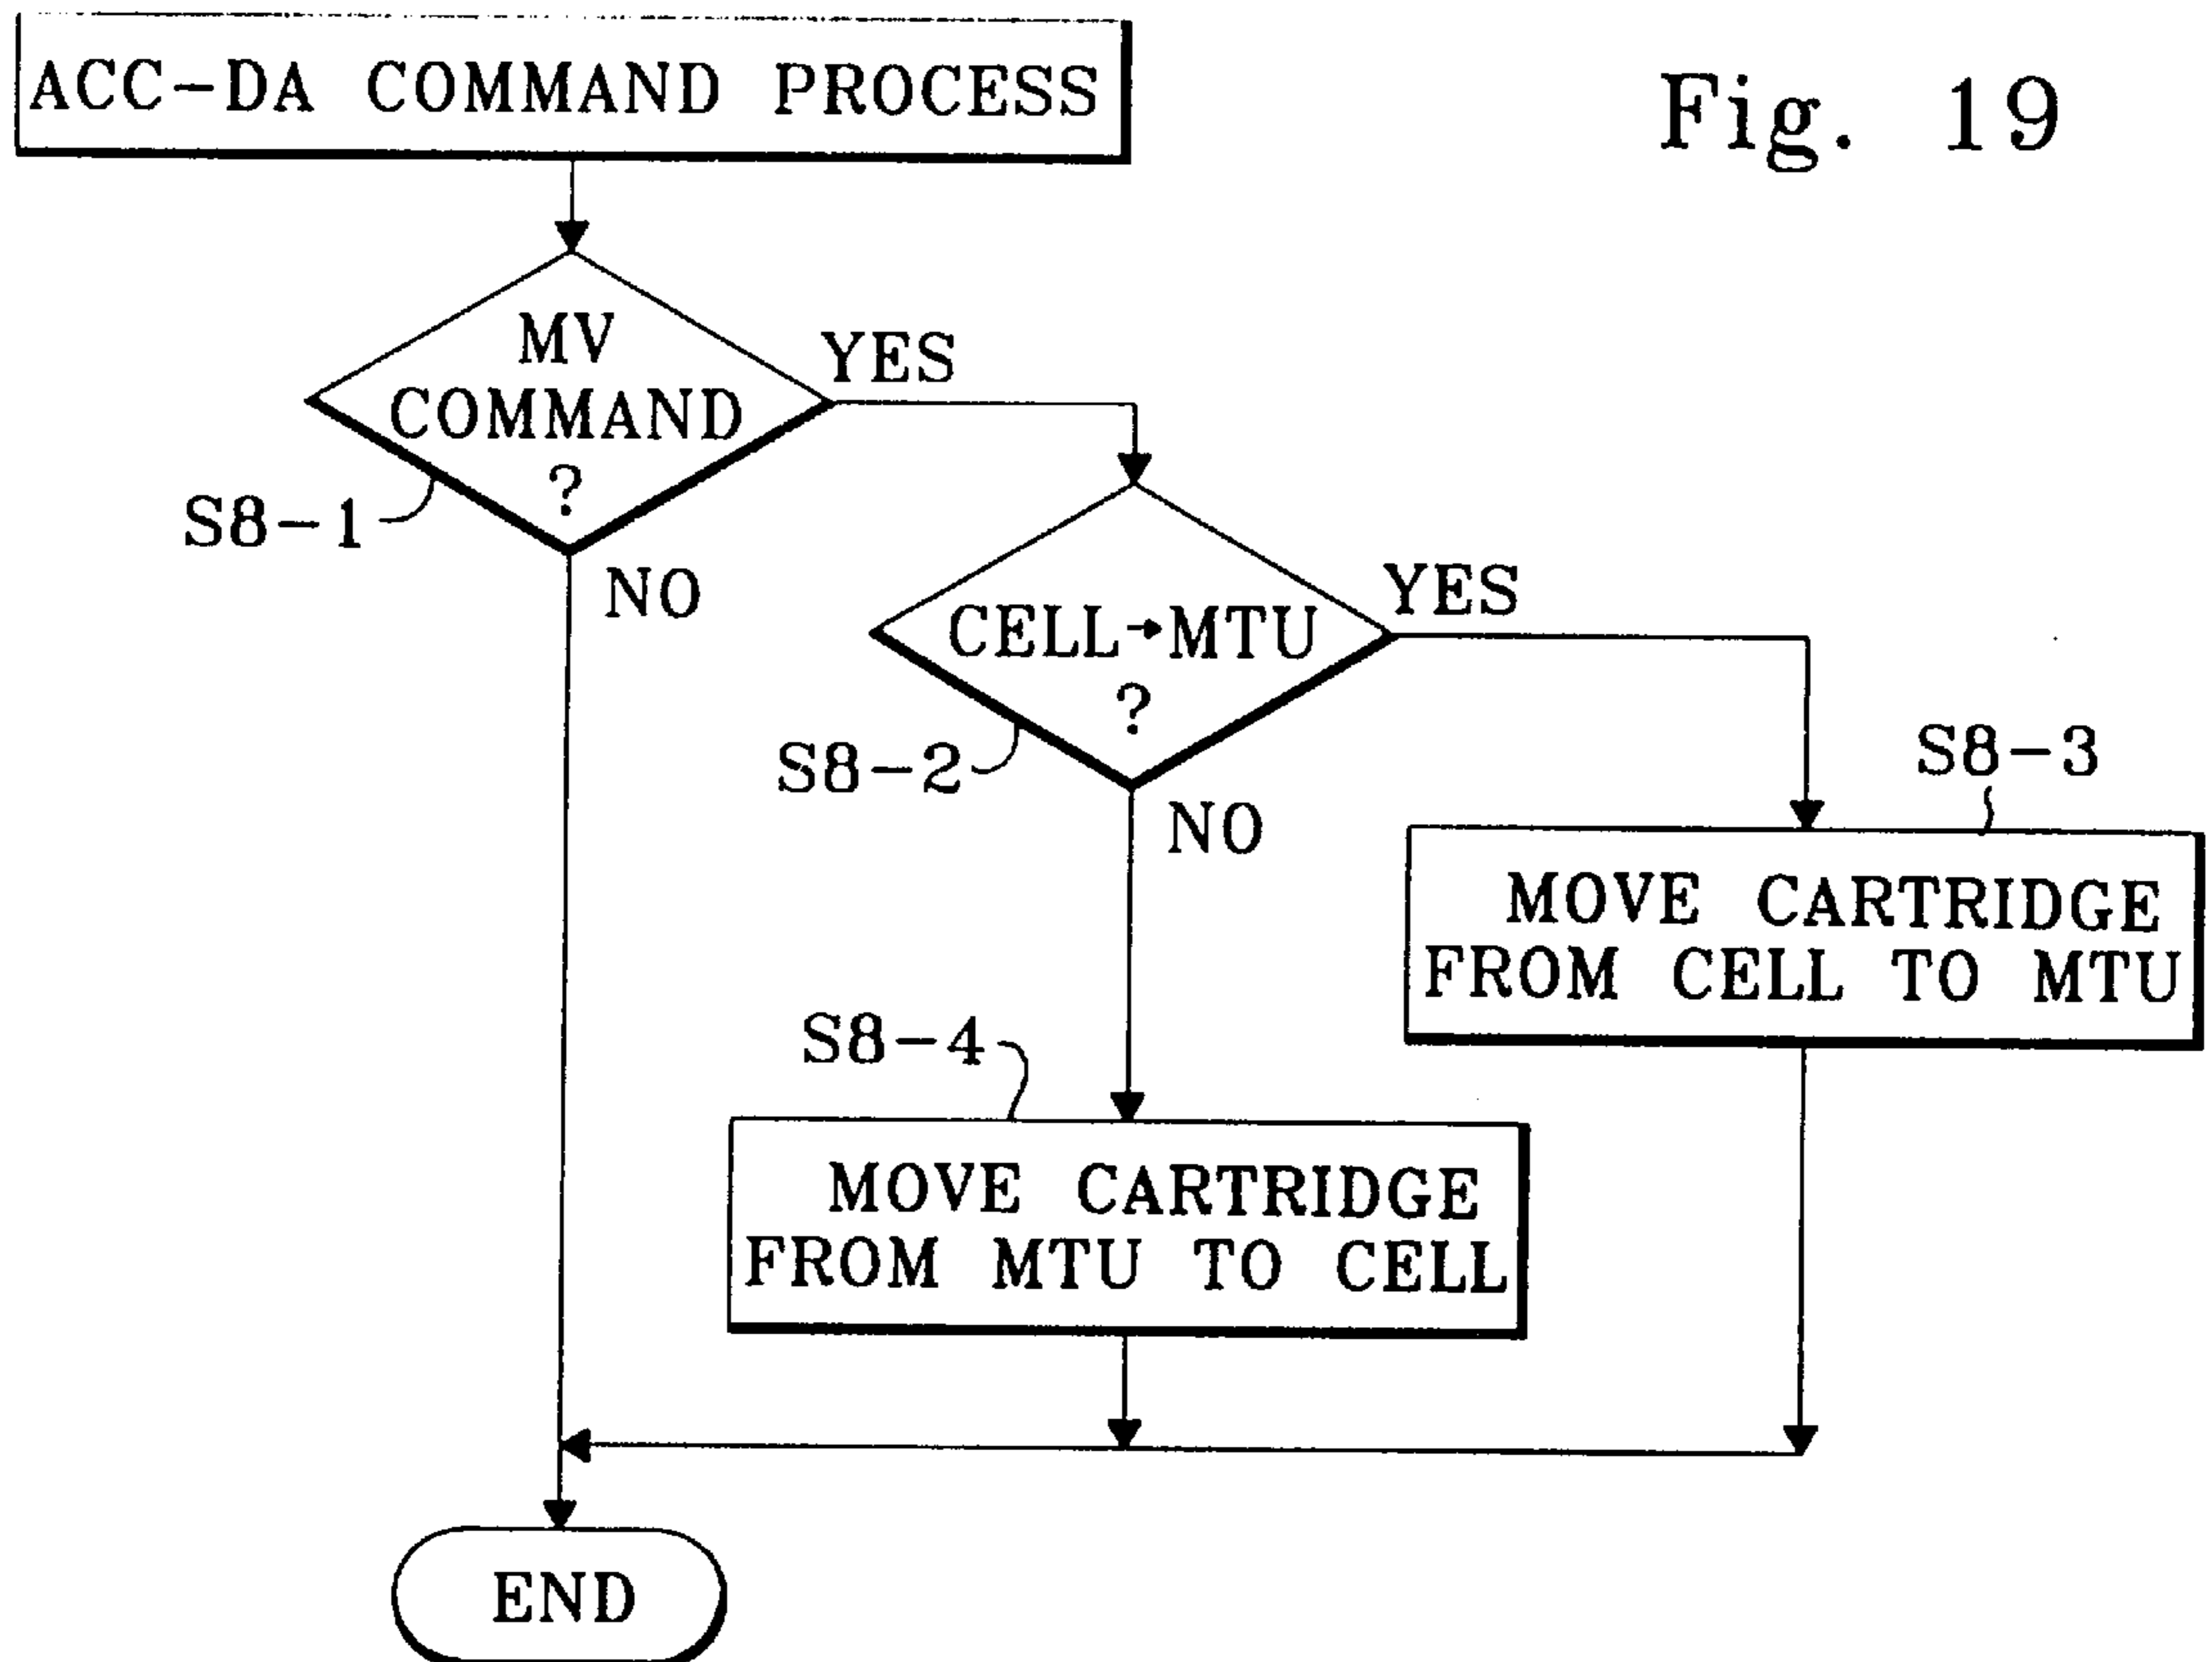 ACC-DA COMMAND PROCESS
Fig. 19
MV
COMMAND
?
YES
S8-1
NO
CELL→MTU
?
YES
S8-2
NO
S8-3
MOVE CARTRIDGE
FROM CELL TO MTU
S8-4
MOVE CARTRIDGE
FROM MTU TO CELL
END